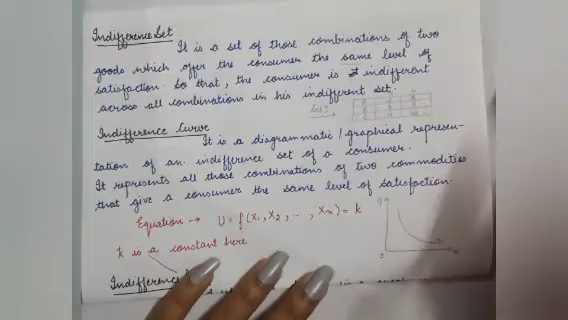 Indifference Set
It is a set of those combinations of two
goods which offer the consumer the same level of
satisfaction. So that, the consumer is indifferent
across all combinations in his indifferent set.
Indifference Curve
It is a diagrammatic / graphical represen-
tation of an indifference set of a consumer.
It represents all those combinations of two commodities
that give a consumer the same level of satisfaction.
Equation → U = f(X1, X2, ..., Xn) = k
k is a constant here
Indifference